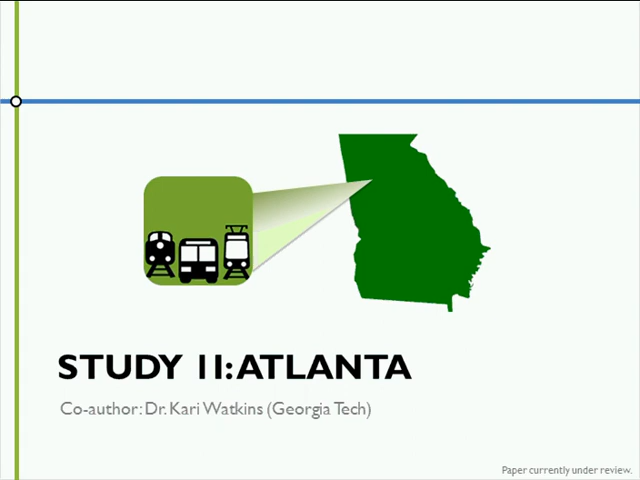 STUDY II: ATLANTA
Co-author: Dr. Kari Watkins (Georgia Tech)
Paper currently under review.